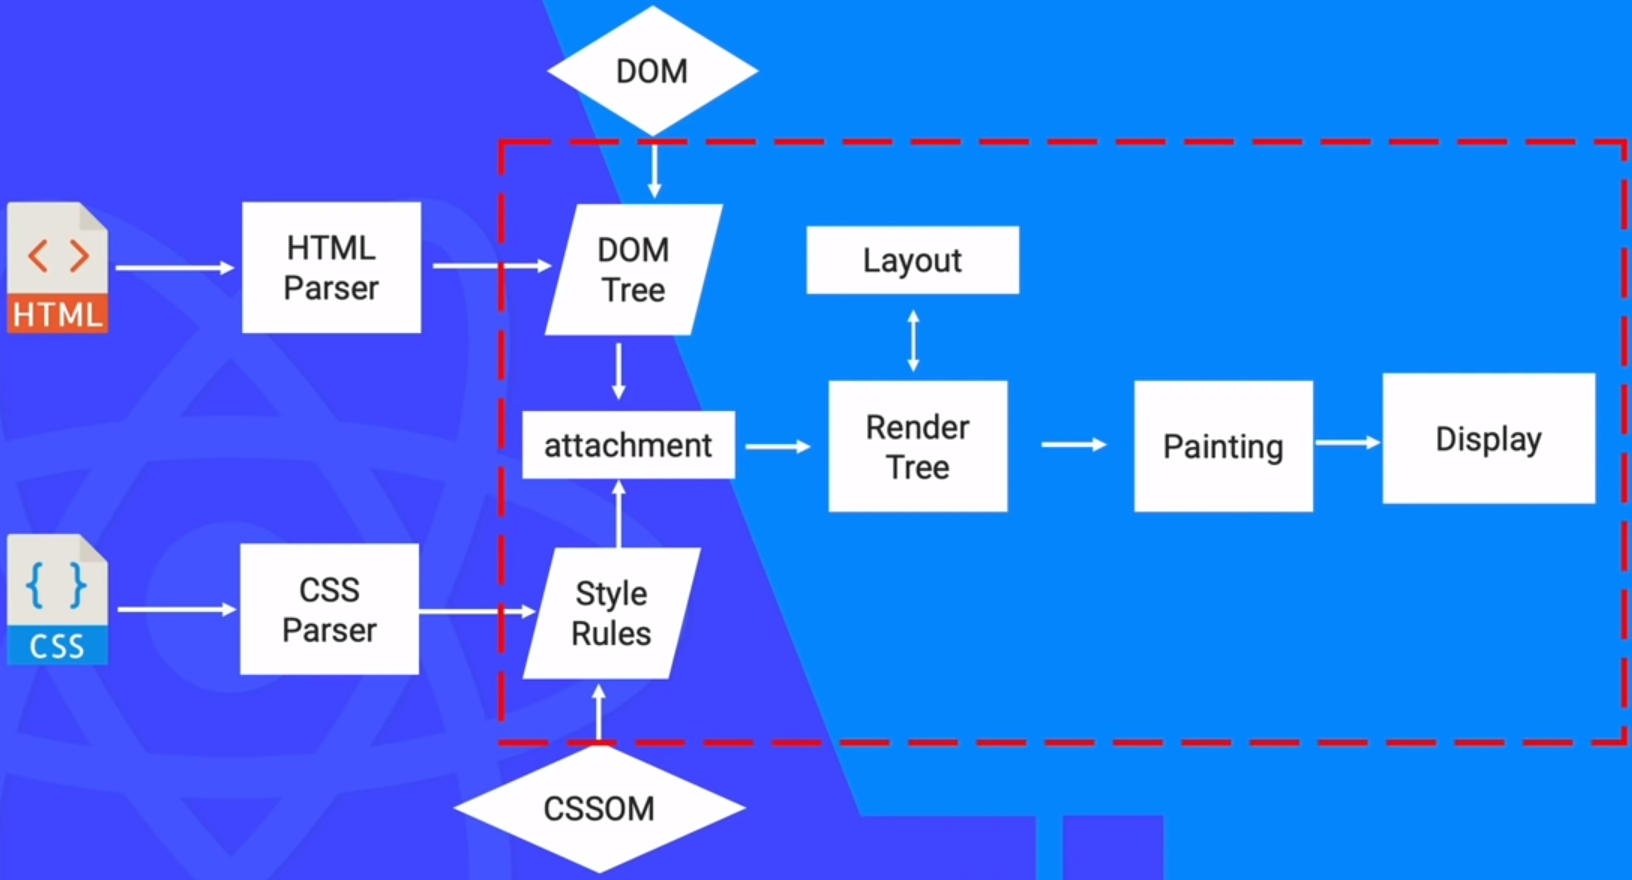 DOM
HTML
HTML
Parser
DOM
Tree
Layout
attachment
Render
Tree
Painting
Display
CSS
CSS
Parser
Style
Rules
CSSOM